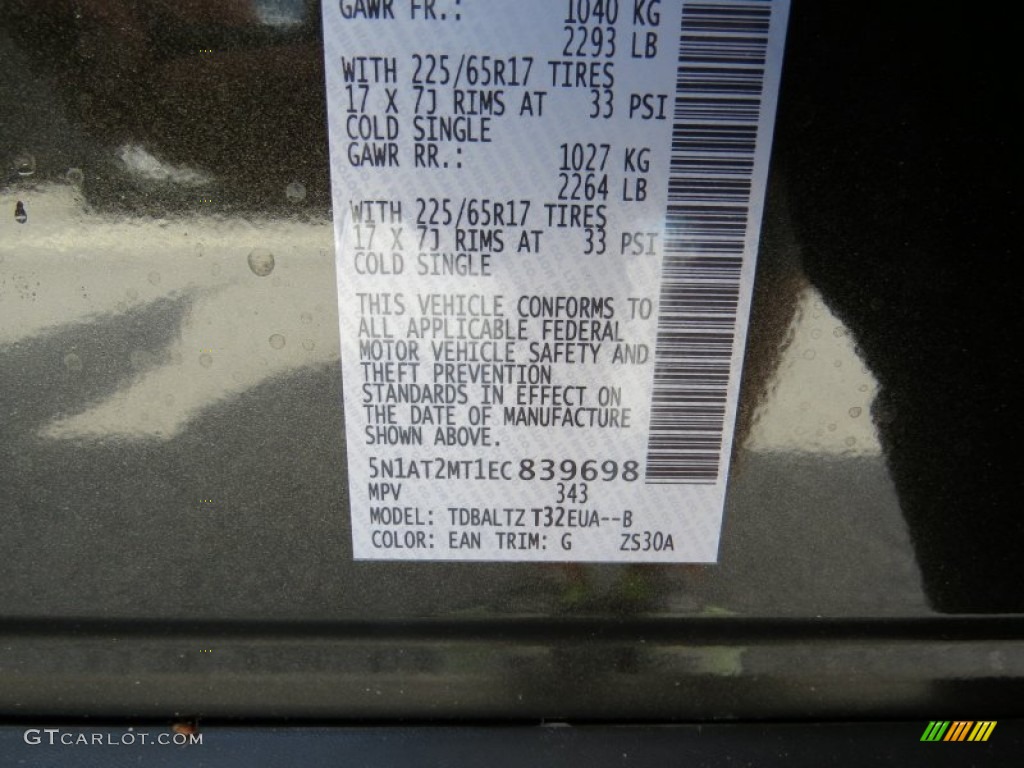 GAWR FR.: 1040 KG
2293 LB
WITH 225/65R17 TIRES
17 X 7J RIMS AT 33 PSI
COLD SINGLE
GAWR RR.: 1027 KG
2264 LB
WITH 225/65R17 TIRES
17 X 7J RIMS AT 33 PSI
COLD SINGLE
THIS VEHICLE CONFORMS TO
ALL APPLICABLE FEDERAL
MOTOR VEHICLE SAFETY AND
THEFT PREVENTION
STANDARDS IN EFFECT ON
THE DATE OF MANUFACTURE
SHOWN ABOVE.
5N1AT2MT1EC839698
MPV 343
MODEL: TDBALTZ T32EUA--B
COLOR: EAN TRIM: G ZS30A
GTCARLOT.COM